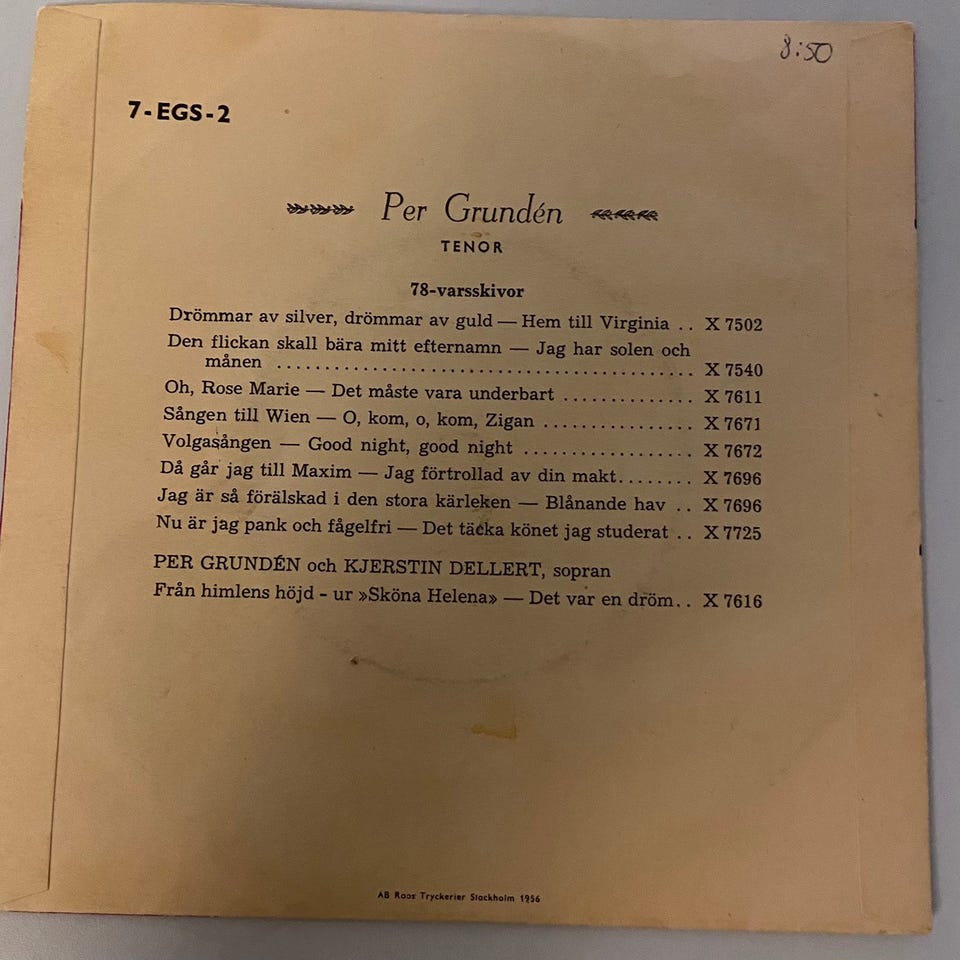 8:50
7-EGS-2
Per Grundén
TENOR
78-varsskivor
Drömmar av silver, drömmar av guld — Hem till Virginia .. X 7502
Den flickan skall bära mitt efternamn — Jag har solen och
månen ............................................ X 7540
Oh, Rose Marie — Det måste vara underbart .............. X 7611
Sången till Wien — O, kom, o, kom, Zigan ................ X 7671
Volgasången — Good night, good night .................. X 7672
Då går jag till Maxim — Jag förtrollad av din makt........ X 7696
Jag är så förälskad i den stora kärleken — Blånande hav .. X 7696
Nu är jag pank och fågelfri — Det täcka könet jag studerat .. X 7725
PER GRUNDÉN och KJERSTIN DELLERT, sopran
Från himlens höjd - ur »Sköna Helena» — Det var en dröm.. X 7616
AB Roos Tryckerier Stockholm 1956